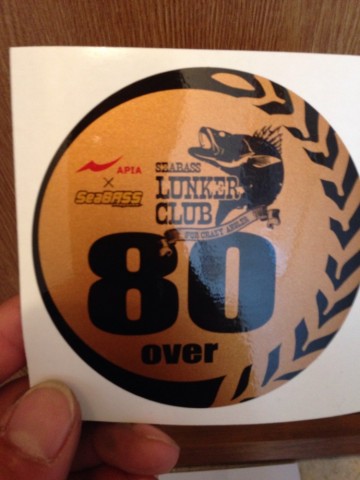 APIA
×
SeaBASS
SEABASS
LUNKER
CLUB
FOR CRAZY ANGLER
80
over